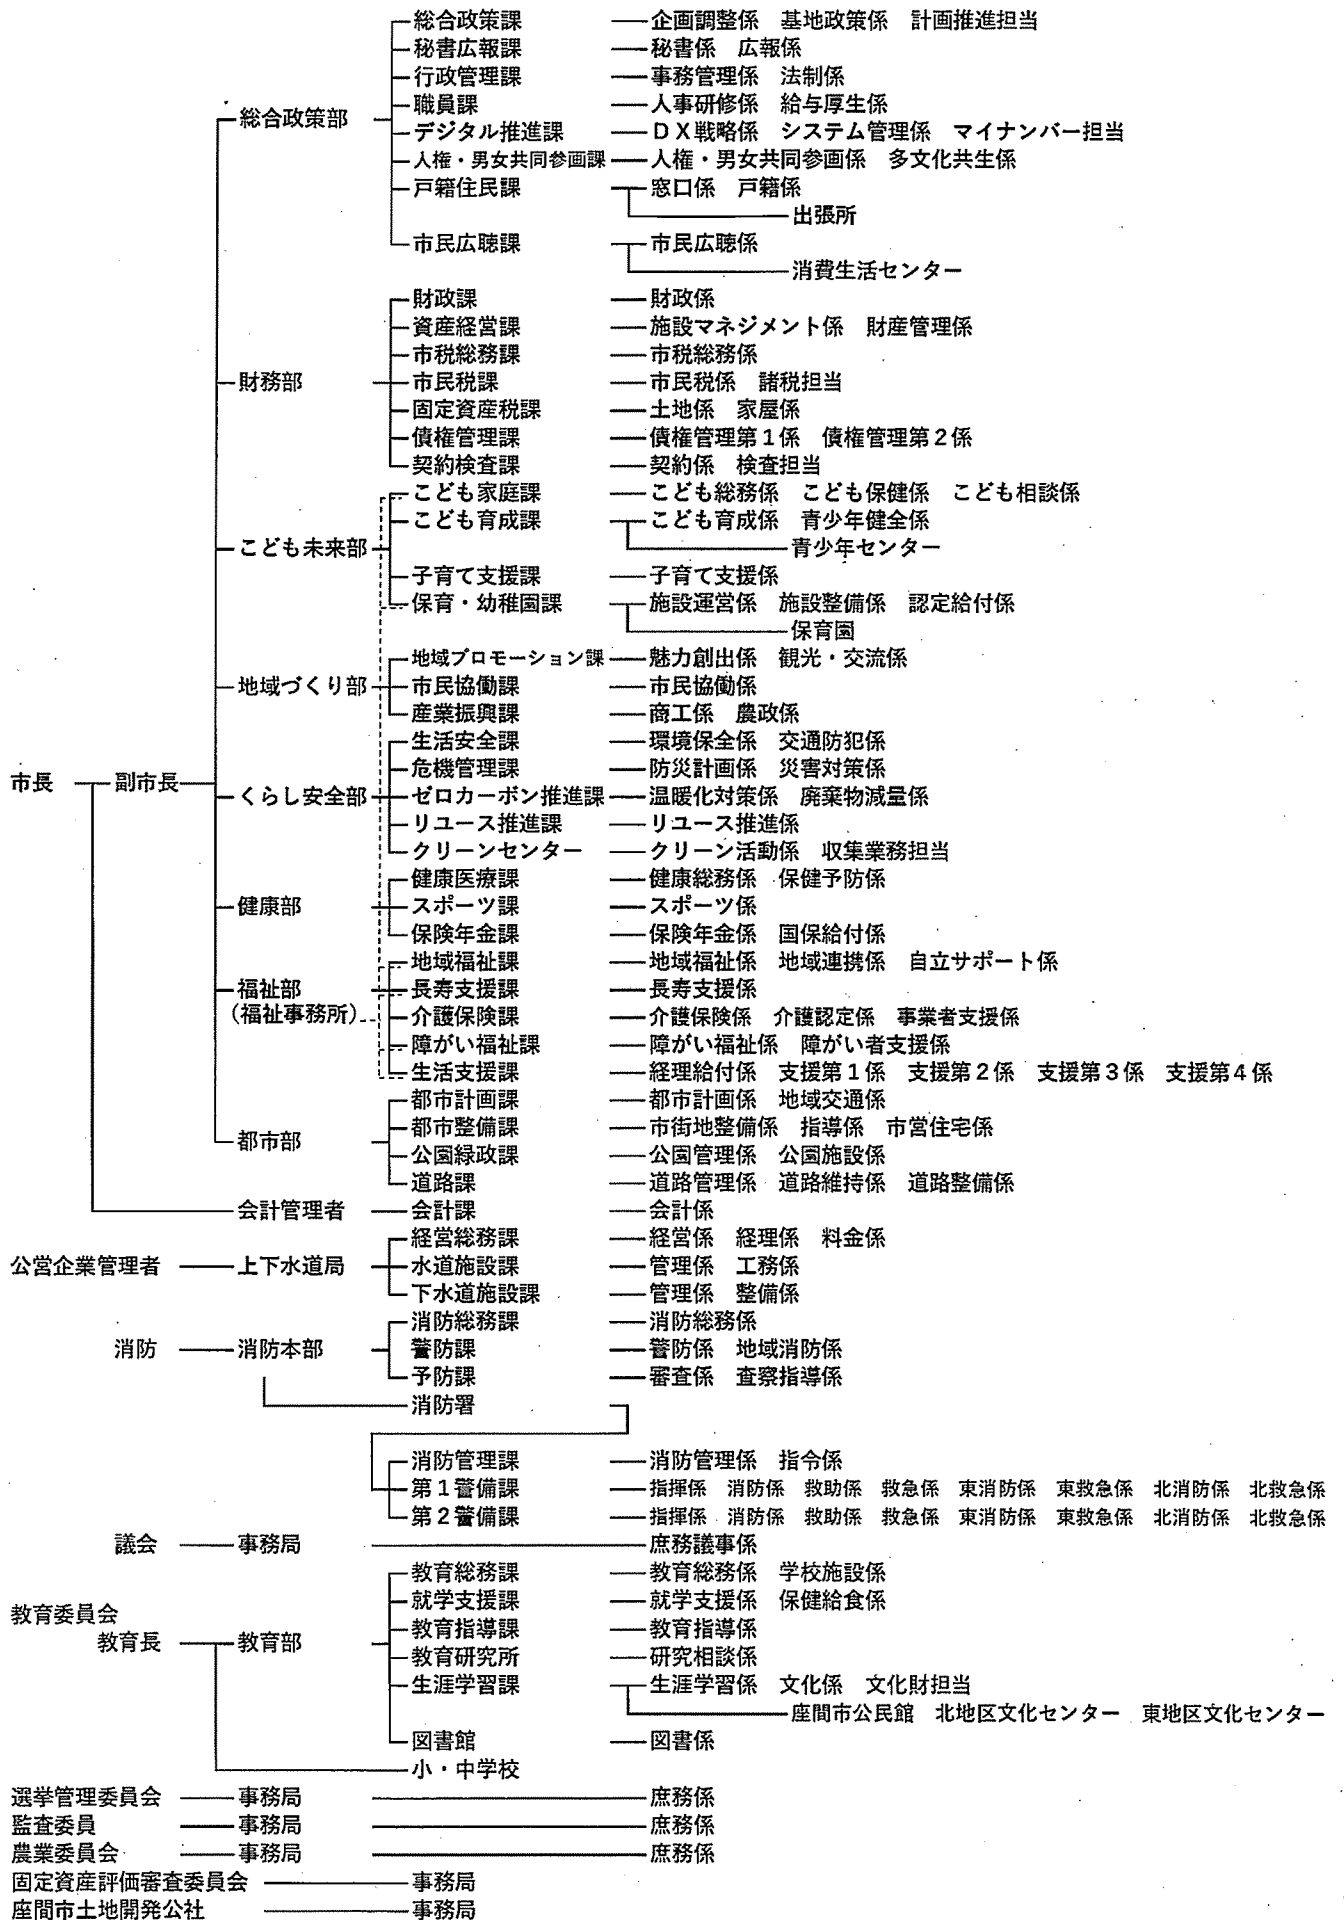 総合政策課 企画調整係 基地政策係 計画推進担当
秘書広報課 秘書係 広報係
行政管理課 事務管理係 法制係
職員課 人事研修係 給与厚生係
総合政策部
デジタル推進課 DX戦略係 システム管理係 マイナンバー担当
人権・男女共同参画課 人権・男女共同参画係 多文化共生係
戸籍住民課 窓口係 戸籍係
出張所
市民広聴課 市民広聴係
消費生活センター
財政課 財政係
資産経営課 施設マネジメント係 財産管理係
市税総務課 市税総務係
財務部 市民税課 市民税係 諸税担当
固定資産税課 土地係 家屋係
債権管理課 債権管理第1係 債権管理第2係
契約検査課 契約係 検査担当
こども家庭課 こども総務係 こども保健係 こども相談係
こども育成課 こども育成係 青少年健全係
こども未来部 青少年センター
子育て支援課 子育て支援係
保育・幼稚園課 施設運営係 施設整備係 認定給付係
保育園
地域プロモーション課 魅力創出係 観光・交流係
地域づくり部 市民協働課 市民協働係
産業振興課 商工係 農政係
生活安全課 環境保全係 交通防犯係
危機管理課 防災計画係 災害対策係
市長 副市長
くらし安全部 ゼロカーボン推進課 温暖化対策係 廃棄物減量係
リユース推進課 リユース推進係
クリーンセンター クリーン活動係 収集業務担当
健康医療課 健康総務係 保健予防係
健康部 スポーツ課 スポーツ係
保険年金課 保険年金係 国保給付係
地域福祉課 地域福祉係 地域連携係 自立サポート係
福祉部 長寿支援課 長寿支援係
(福祉事務所) 介護保険課 介護保険係 介護認定係 事業者支援係
障がい福祉課 障がい福祉係 障がい者支援係
生活支援課 経理給付係 支援第1係 支援第2係 支援第3係 支援第4係
都市計画課 都市計画係 地域交通係
都市部 都市整備課 市街地整備係 指導係 市営住宅係
公園緑政課 公園管理係 公園施設係
道路課 道路管理係 道路維持係 道路整備係
会計管理者 会計課 会計係
経営総務課 経営係 経理係 料金係
公営企業管理者 上下水道局 水道施設課 管理係 工務係
下水道施設課 管理係 整備係
消防総務課 消防総務係
消防 消防本部 警防課 警防係 地域消防係
予防課 審査係 査察指導係
消防署
消防管理課 消防管理係 指令係
第1警備課 指揮係 消防係 救助係 救急係 東消防係 東救急係 北消防係 北救急係
第2警備課 指揮係 消防係 救助係 救急係 東消防係 東救急係 北消防係 北救急係
議会 事務局 庶務議事係
教育総務課 教育総務係 学校施設係
就学支援課 就学支援係 保健給食係
教育委員会
教育指導課 教育指導係
教育長 教育部
教育研究所 研究相談係
生涯学習課 生涯学習係 文化係 文化財担当
座間市公民館 北地区文化センター 東地区文化センター
図書館 図書係
小・中学校
選挙管理委員会 事務局 庶務係
監査委員 事務局 庶務係
農業委員会 事務局 庶務係
固定資産評価審査委員会 事務局
座間市土地開発公社 事務局